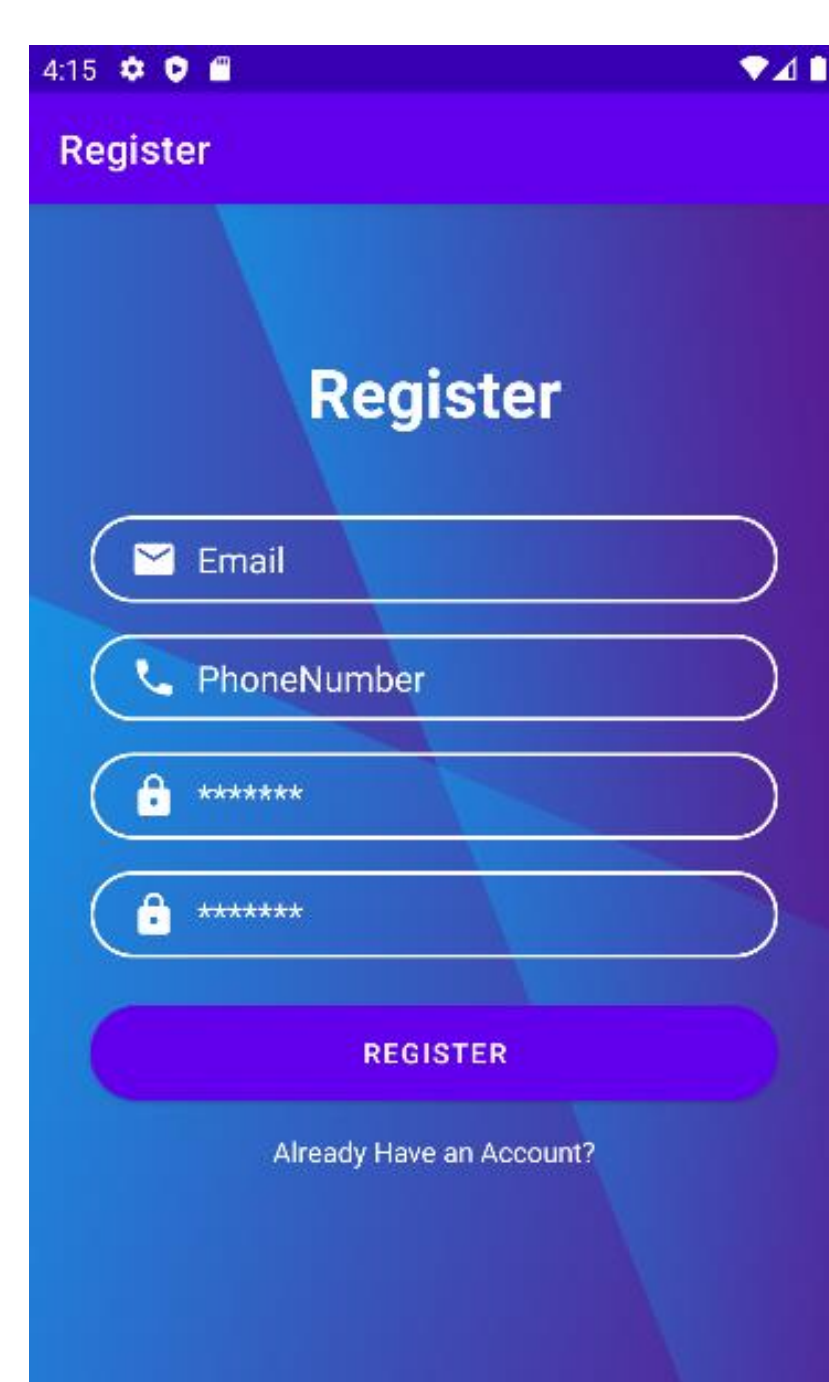 4:15
Register
Register
Email
PhoneNumber
*******
*******
REGISTER
Already Have an Account?